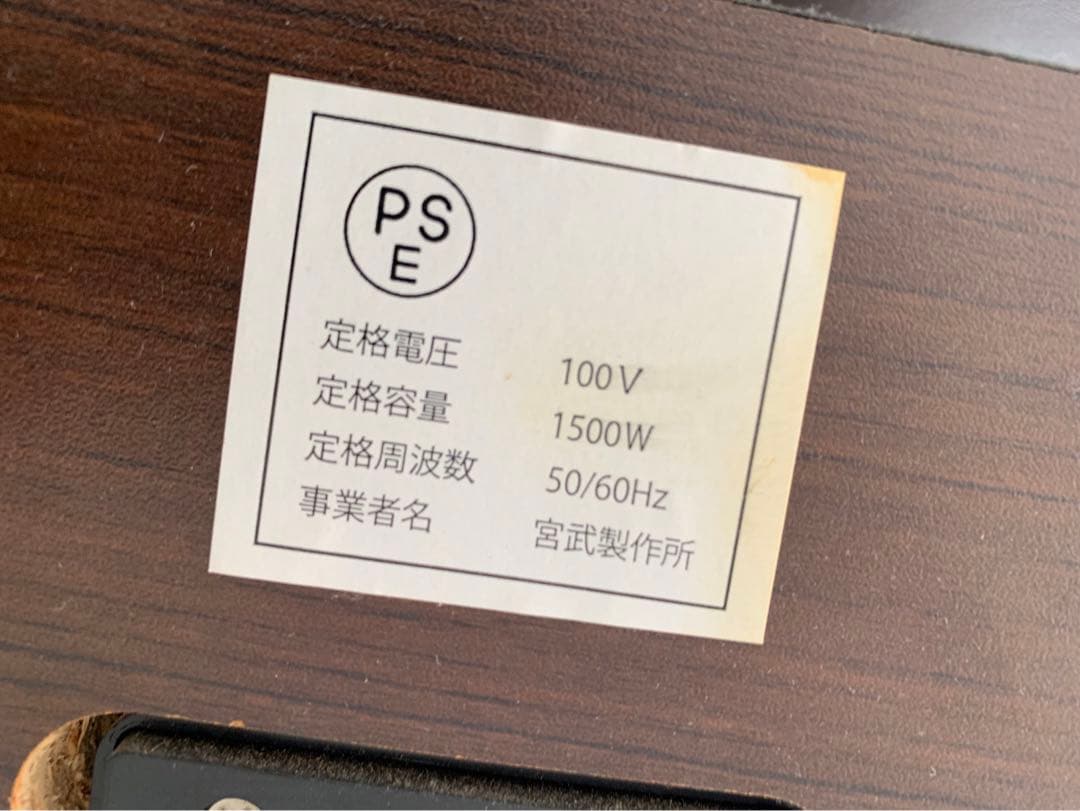 PS
E
定格電圧 100V
定格容量 1500W
定格周波数 50/60Hz
事業者名 宮武製作所